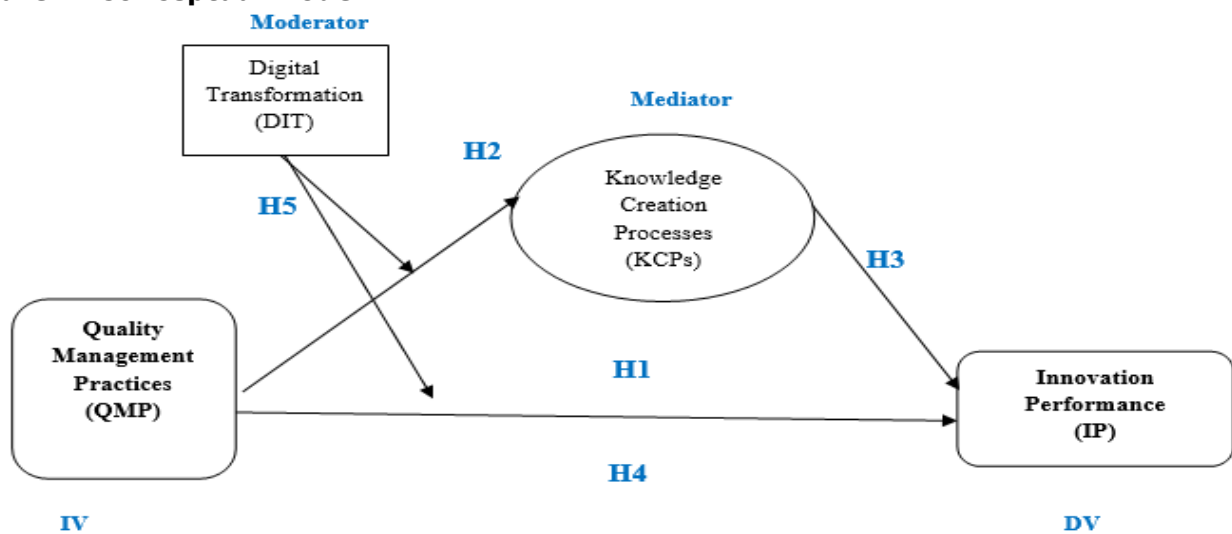 Moderator
Digital
Transformation
(DIT)
Mediator
H2
Knowledge
Creation
Processes
(KCPs)
H5
H3
Quality
Management
Practices
(QMP)
H1
Innovation
Performance
(IP)
H4
IV
DV